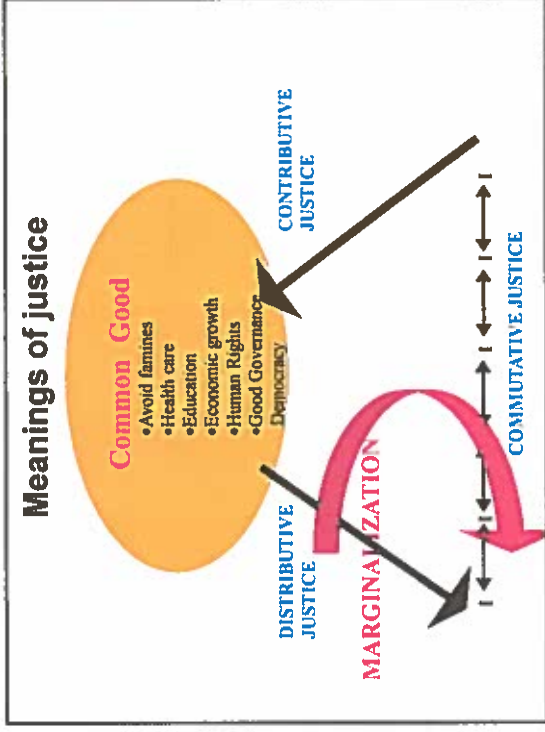 Meanings of justice
Common Good
•Avoid famines
•Health care
•Education
•Economic growth
•Human Rights
•Good Governance
Democracy
DISTRIBUTIVE
JUSTICE
CONTRIBUTIVE
JUSTICE
MARGINALIZATION
I I I I I
COMMUTATIVE JUSTICE